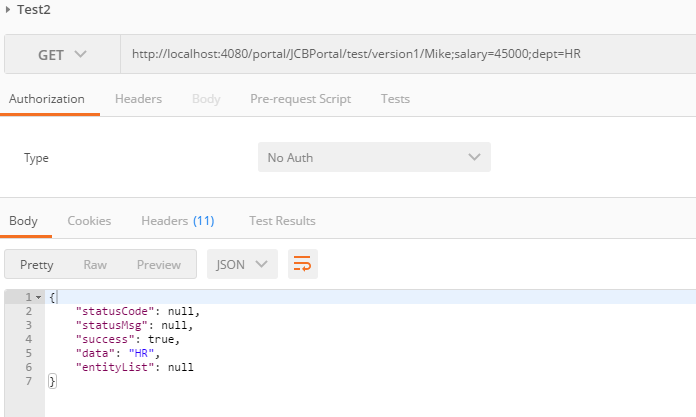 Test2
GET http://localhost:4080/portal/JCBPortal/test/version1/Mike;salary=45000;dept=HR
Authorization Headers Body Pre-request Script Tests
Type No Auth
Body Cookies Headers (11) Test Results
Pretty Raw Preview JSON
1 {
2 "statusCode": null,
3 "statusMsg": null,
4 "success": true,
5 "data": "HR",
6 "entityList": null
7 }